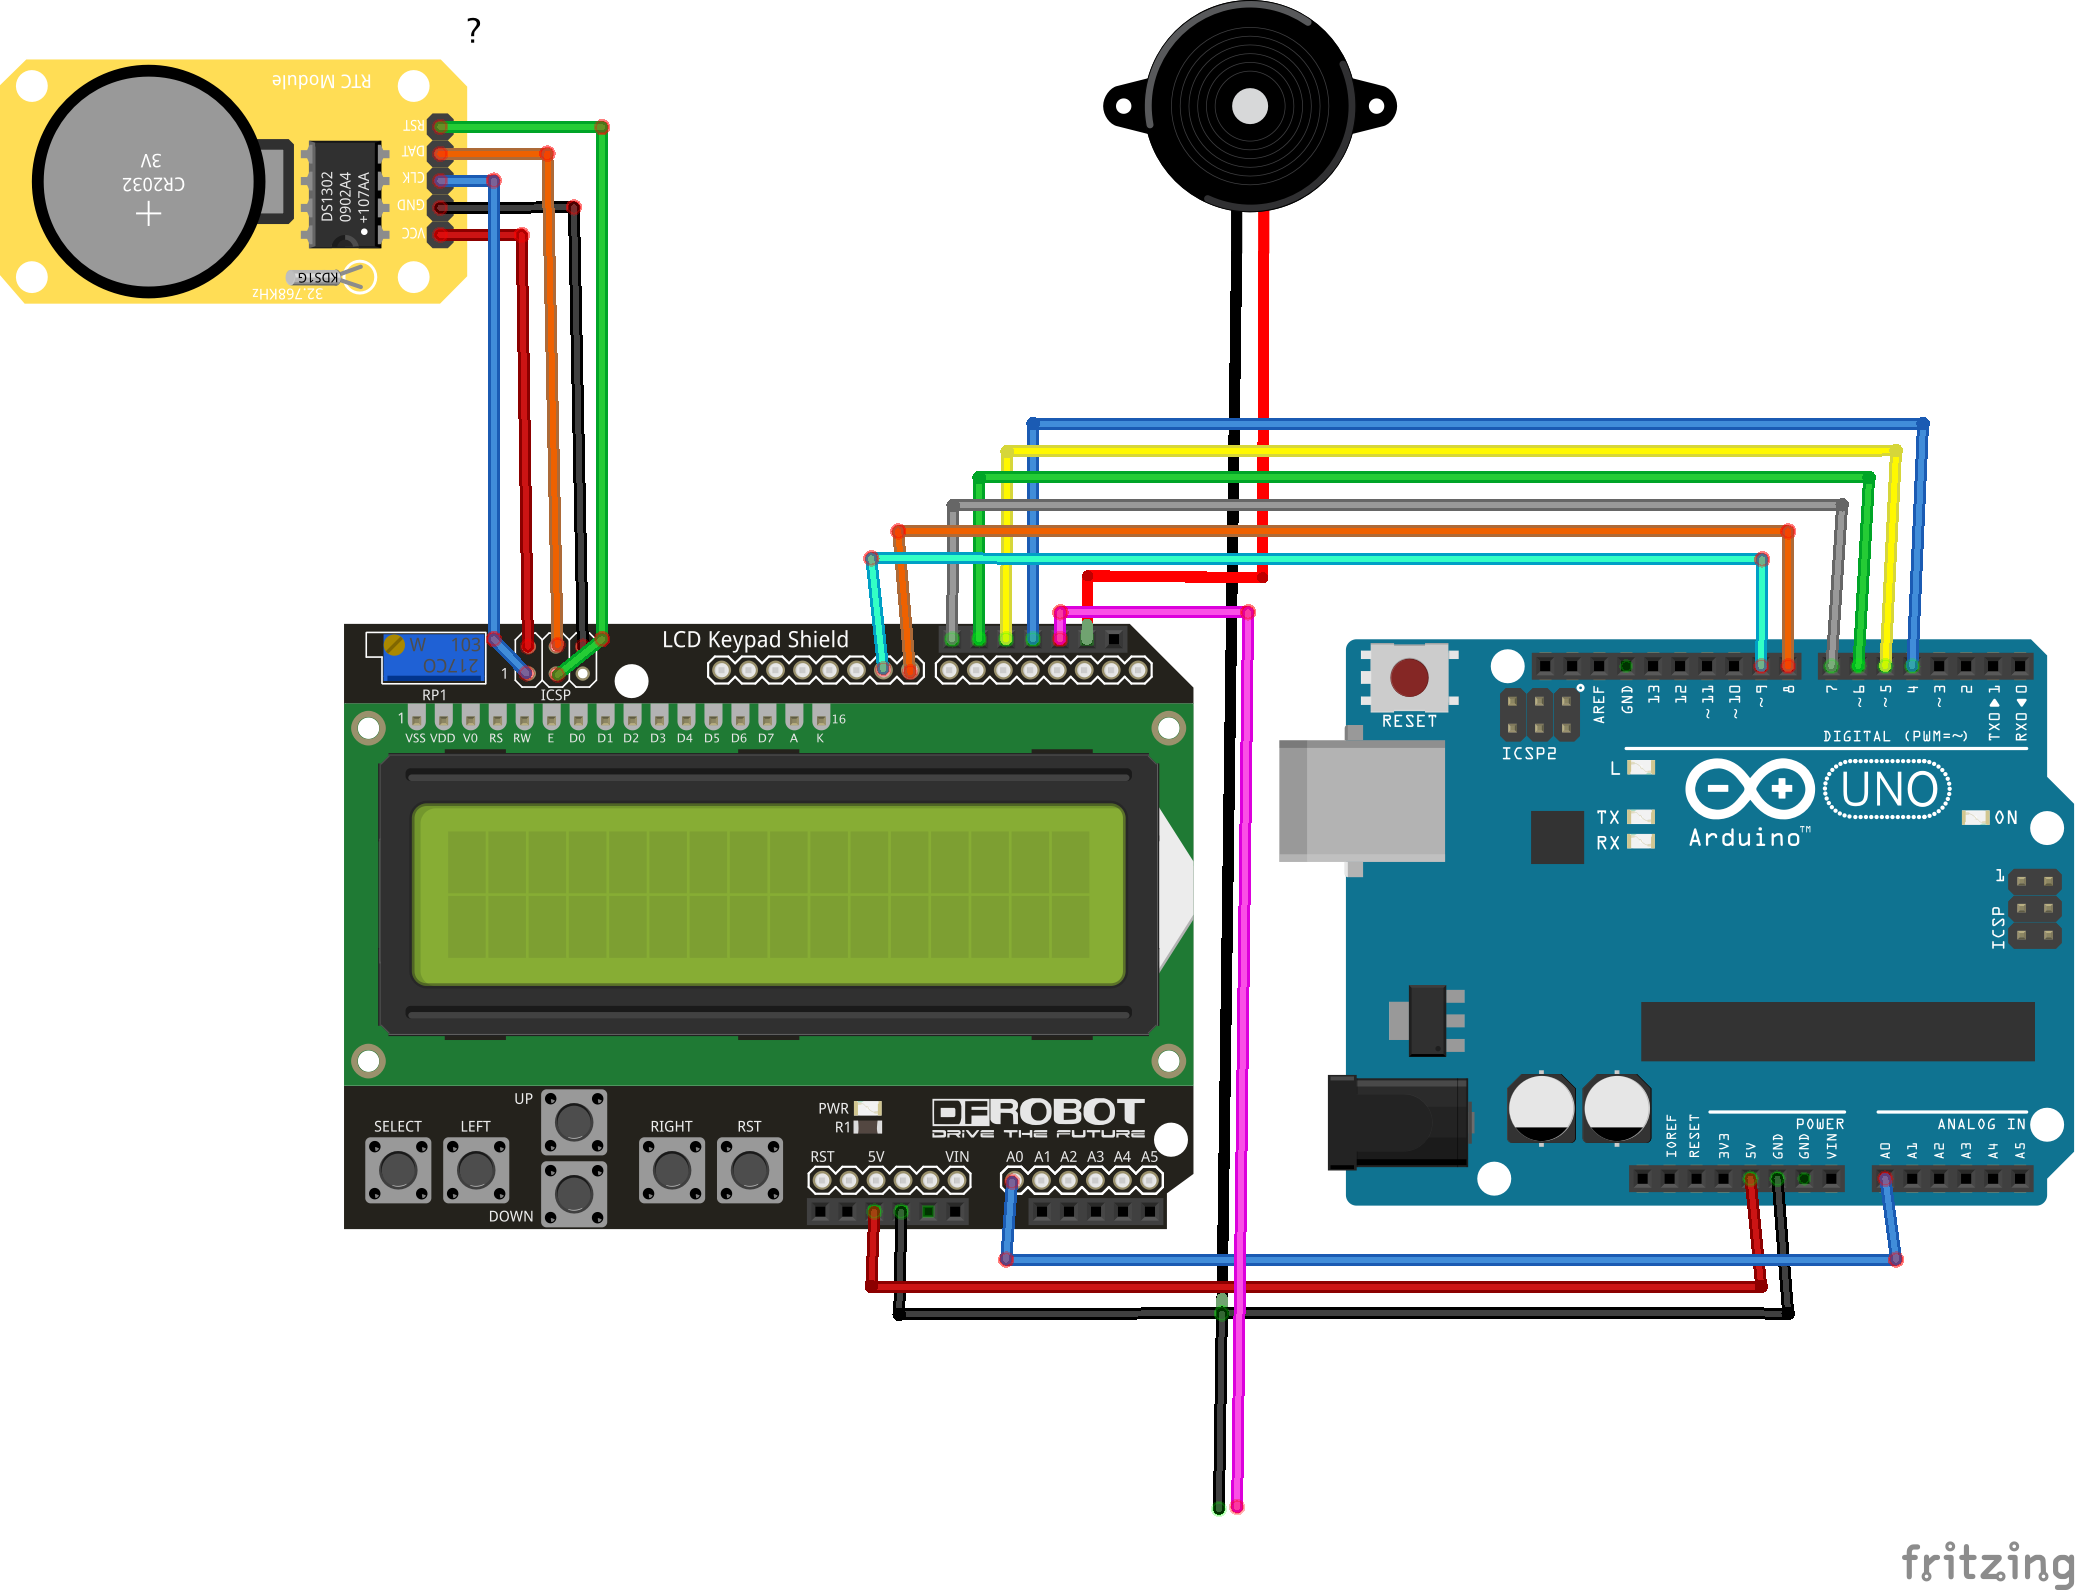 ?
RTC Module
RST
DAT
CLK
GND
VCC
CR2032
3V
DS1302
0902A4
+107AA
KDS1G
32.768KHz
LCD Keypad Shield
W 103
217CO
RP1
1
ICSP
1 16
VSS VDD V0 RS RW E D0 D1 D2 D3 D4 D5 D6 D7 A K
UP
SELECT LEFT RIGHT RST
DOWN
PWR
R1
DFROBOT
DRIVE THE FUTURE
RST 5V VIN A0 A1 A2 A3 A4 A5
RESET
ICSP2
AREF GND 13 12 ~11 ~10 ~9 8 7 ~6 ~5 4 ~3 2 TX0▶1 RX0◀0
DIGITAL (PWM=~)
L
TX
RX
UNO
Arduino™
ON
1
ICSP
POWER
ANALOG IN
IOREF RESET 3V3 5V GND GND VIN A0 A1 A2 A3 A4 A5
fritzing